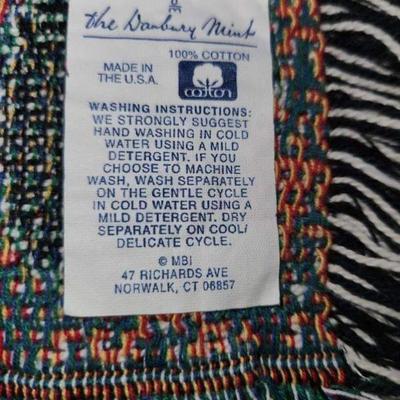 The Danbury Mint
100% COTTON
MADE IN
THE U.S.A.
cotton
WASHING INSTRUCTIONS:
WE STRONGLY SUGGEST
HAND WASHING IN COLD
WATER USING A MILD
DETERGENT. IF YOU
CHOOSE TO MACHINE
WASH, WASH SEPARATELY
ON THE GENTLE CYCLE
IN COLD WATER USING A
MILD DETERGENT. DRY
SEPARATELY ON COOL/
DELICATE CYCLE.
© MBI
47 RICHARDS AVE
NORWALK, CT 06857